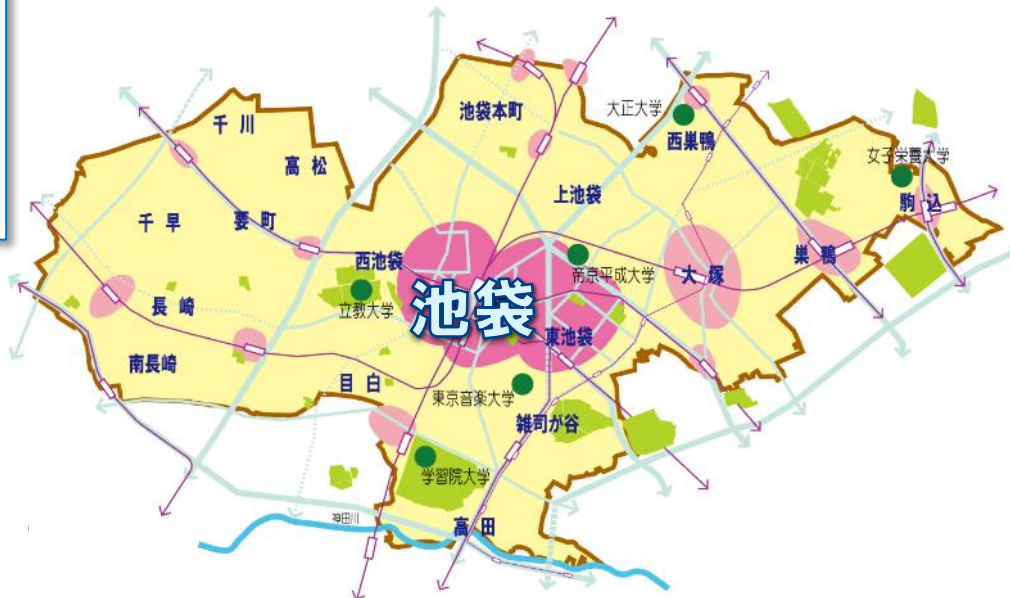 池袋本町
大正大学
千川
西巣鴨
高松
女子栄養大学
上池袋
駒込
千早
要町
巣鴨
西池袋
帝京平成大学
大塚
立教大学
長崎
池袋
東池袋
南長崎
目白
東京音楽大学
雑司が谷
学習院大学
神田川
高田